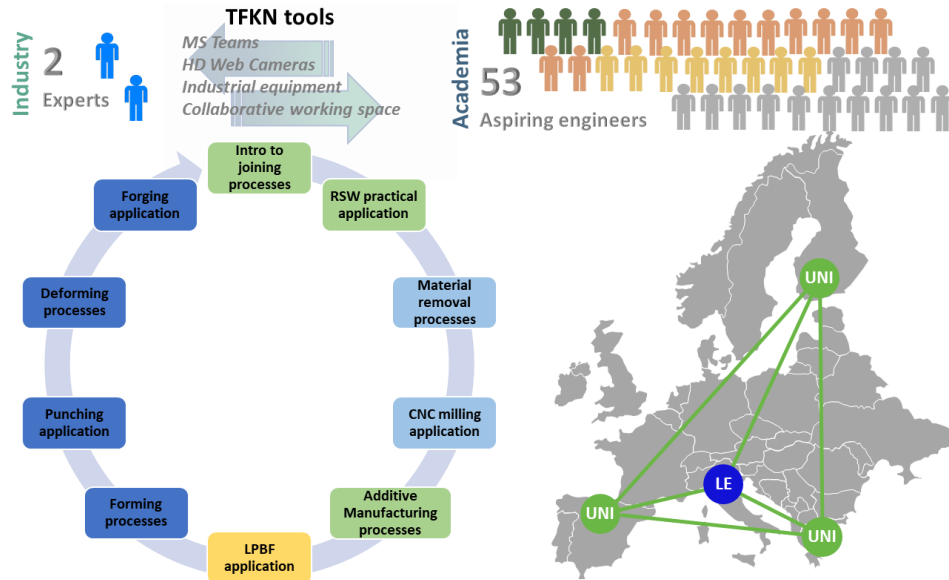 TFKN tools
Industry
2
Experts
MS Teams
HD Web Cameras
Industrial equipment
Collaborative working space
Academia
53
Aspiring engineers
Intro to
joining
processes
RSW practical
application
Material
removal
processes
CNC milling
application
Additive
Manufacturing
processes
LPBF
application
Forming
processes
Punching
application
Deforming
processes
Forging
application
UNI
LE
UNI
UNI